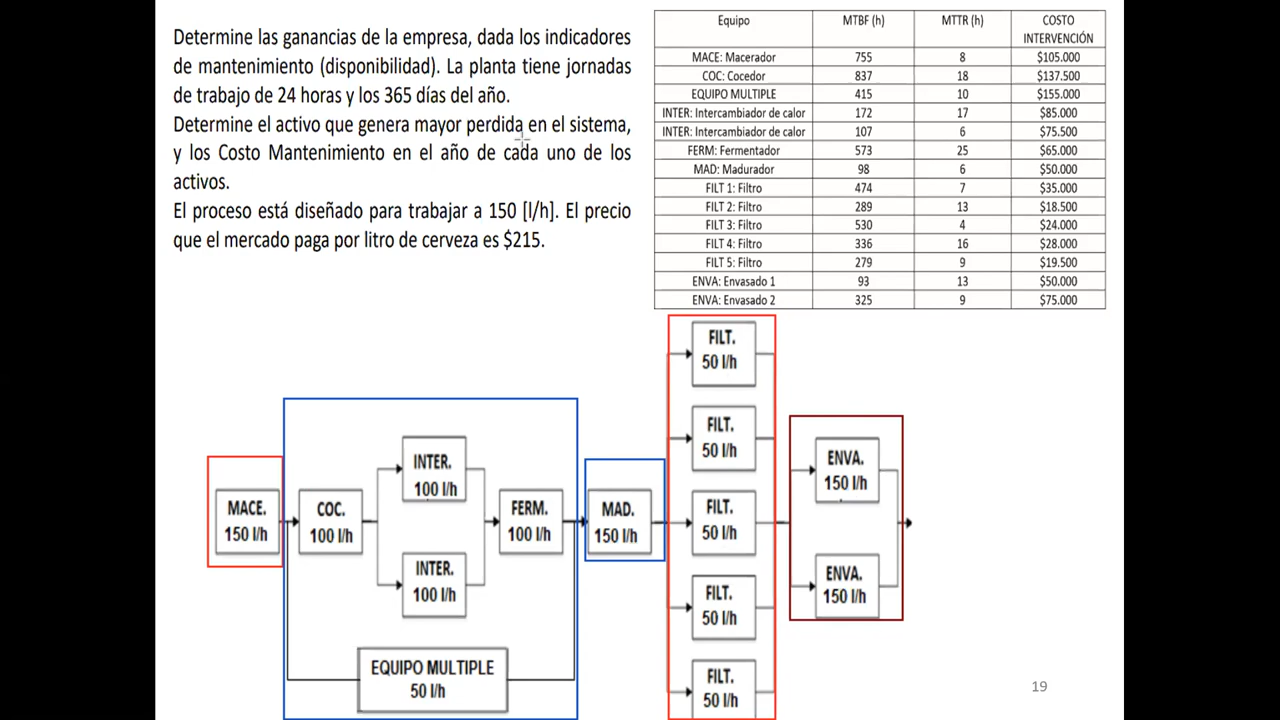 Determine las ganancias de la empresa, dada los indicadores
de mantenimiento (disponibilidad). La planta tiene jornadas
de trabajo de 24 horas y los 365 días del año.
Determine el activo que genera mayor perdida en el sistema,
y los Costo Mantenimiento en el año de cada uno de los
activos.
El proceso está diseñado para trabajar a 150 [l/h]. El precio
que el mercado paga por litro de cerveza es $215.
Equipo MTBF (h) MTTR (h) COSTO
INTERVENCIÓN
MACE: Macerador 755 8 $105.000
COC: Cocedor 837 18 $137.500
EQUIPO MULTIPLE 415 10 $155.000
INTER: Intercambiador de calor 172 17 $85.000
INTER: Intercambiador de calor 107 6 $75.500
FERM: Fermentador 573 25 $65.000
MAD: Madurador 98 6 $50.000
FILT 1: Filtro 474 7 $35.000
FILT 2: Filtro 289 13 $18.500
FILT 3: Filtro 530 4 $24.000
FILT 4: Filtro 336 16 $28.000
FILT 5: Filtro 279 9 $19.500
ENVA: Envasado 1 93 13 $50.000
ENVA: Envasado 2 325 9 $75.000
MACE.
150 l/h
COC.
100 l/h
INTER.
100 l/h
INTER.
100 l/h
FERM.
100 l/h
EQUIPO MULTIPLE
50 l/h
MAD.
150 l/h
FILT.
50 l/h
FILT.
50 l/h
FILT.
50 l/h
FILT.
50 l/h
FILT.
50 l/h
ENVA.
150 l/h
ENVA.
150 l/h
19